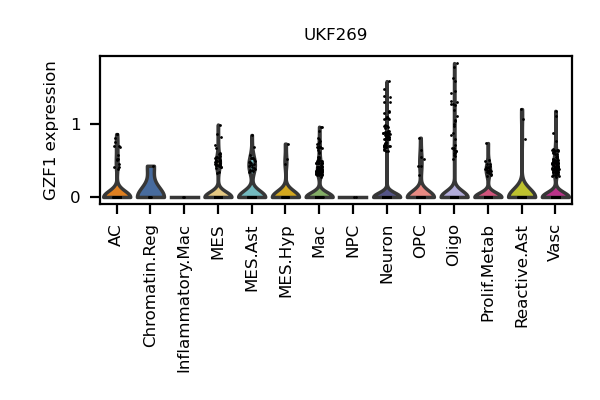 UKF269
GZF1 expression
1
0
AC
Chromatin.Reg
Inflammatory.Mac
MES
MES.Ast
MES.Hyp
Mac
NPC
Neuron
OPC
Oligo
Prolif.Metab
Reactive.Ast
Vasc